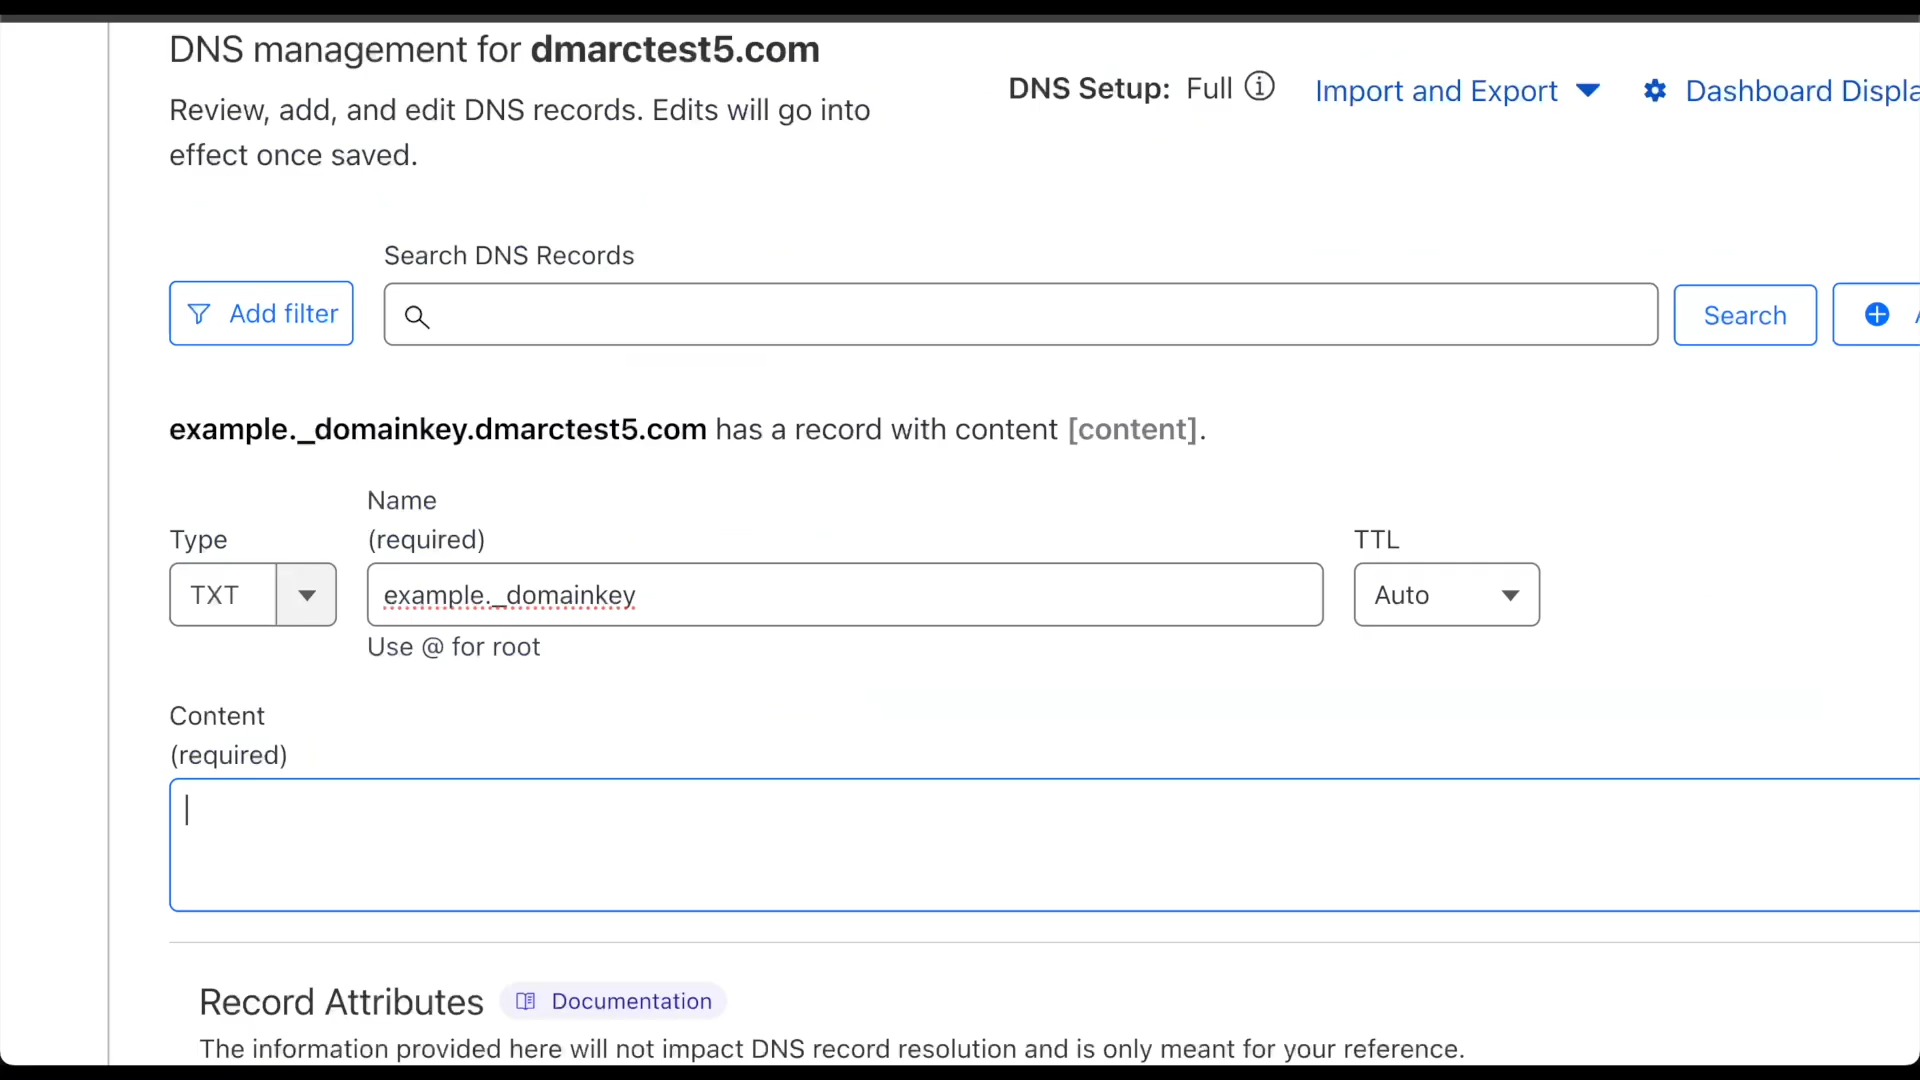 DNS management for dmarctest5.com
Review, add, and edit DNS records. Edits will go into
effect once saved.
DNS Setup: Full
Import and Export
Dashboard Displa
Search DNS Records
Add filter
Search
example._domainkey.dmarctest5.com has a record with content [content].
Type
Name
(required)
TTL
TXT
example._domainkey
Auto
Use @ for root
Content
(required)
Record Attributes
Documentation
The information provided here will not impact DNS record resolution and is only meant for your reference.